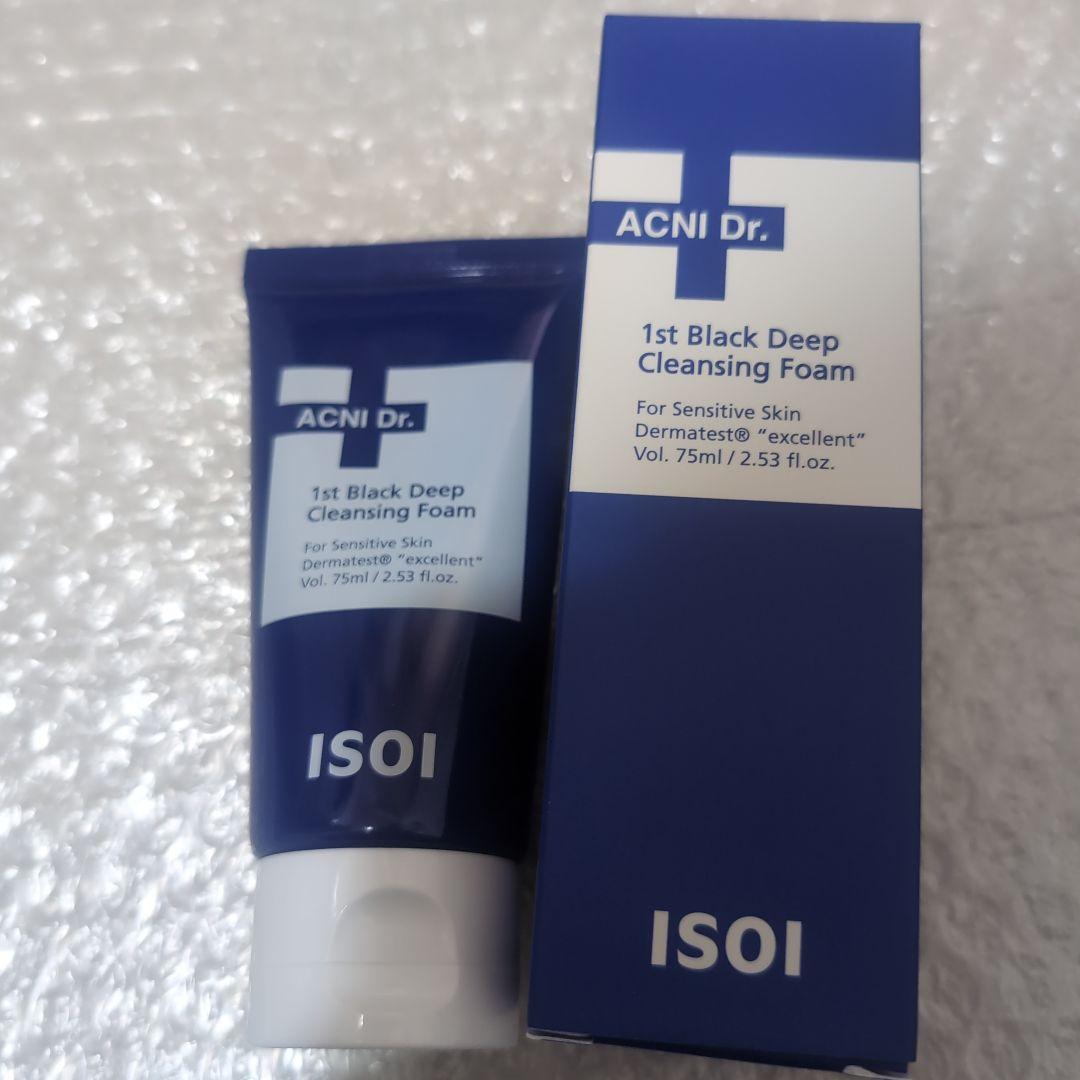 ACNI Dr.
1st Black Deep
Cleansing Foam
For Sensitive Skin
Dermatest® "excellent"
Vol. 75ml / 2.53 fl.oz.
ISOI
ACNI Dr.
1st Black Deep
Cleansing Foam
For Sensitive Skin
Dermatest® "excellent"
Vol. 75ml / 2.53 fl.oz.
ISOI